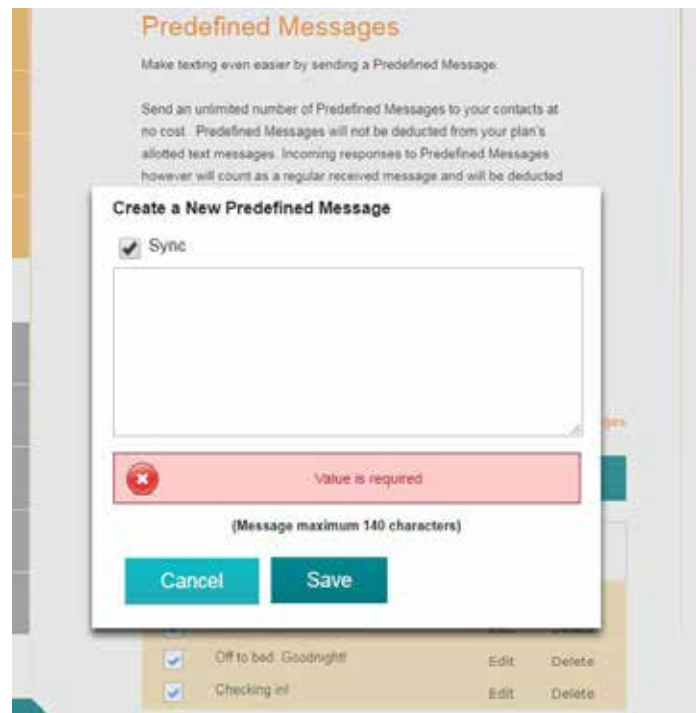 Predefined Messages
Make texting even easier by sending a Predefined Message.
Send an unlimited number of Predefined Messages to your contacts at
no cost. Predefined Messages will not be deducted from your plan's
allotted text messages. Incoming responses to Predefined Messages
however will count as a regular received message and will be deducted
Create a New Predefined Message
Sync
Value is required
(Message maximum 140 characters)
Cancel Save
Off to bed. Goodnight! Edit Delete
Checking in! Edit Delete